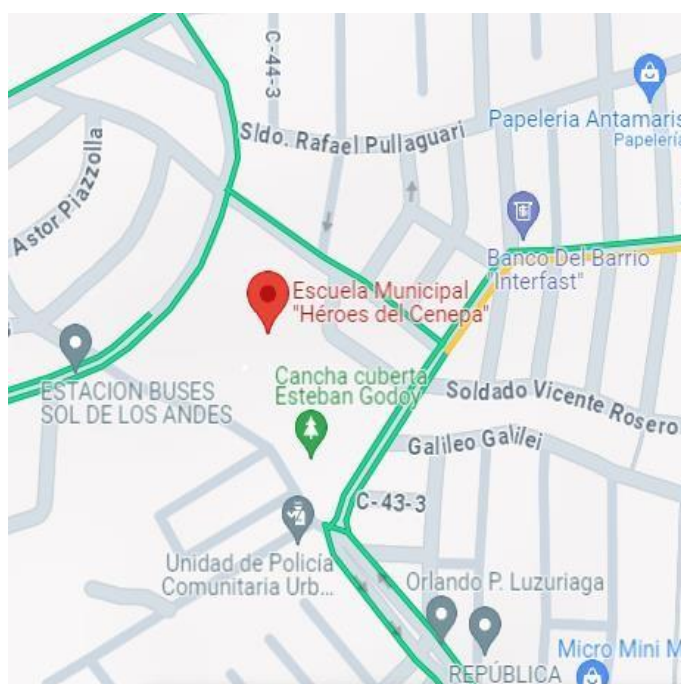 C-44-3
Papeleria Antamaris
Papelería
Sldo. Rafael Pullaguari
Astor Piazzolla
Banco Del Barrio
'Interfast"
Escuela Municipal
"Héroes del Cenepa"
ESTACION BUSES
SOL DE LOS ANDES
Cancha cuberta
Esteban Godoy
Soldado Vicente Rosero
Galileo Galilei
C-43-3
Unidad de Policía
Comunitaria Urb...
Orlando P. Luzuriaga
REPÚBLICA
Micro Mini M